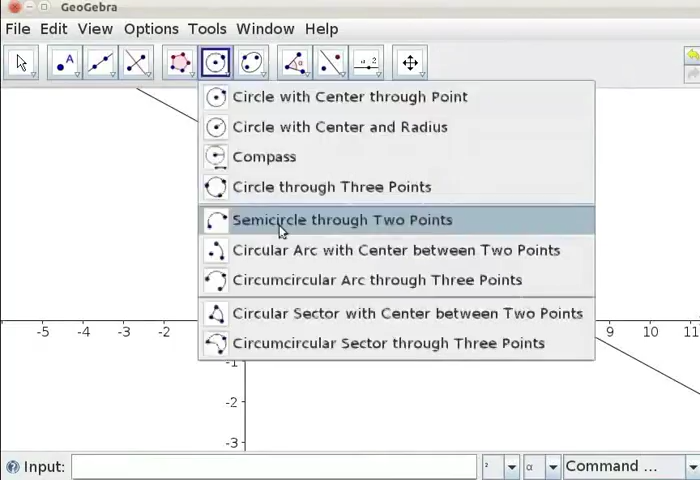 GeoGebra
File Edit View Options Tools Window Help
A
α
a=2
Circle with Center through Point
Circle with Center and Radius
Compass
Circle through Three Points
Semicircle through Two Points
Circular Arc with Center between Two Points
Circumcircular Arc through Three Points
Circular Sector with Center between Two Points
Circumcircular Sector through Three Points
-5 -4 -3 -2 9 10 11
-1
-2
-3
Input: ² α Command ...